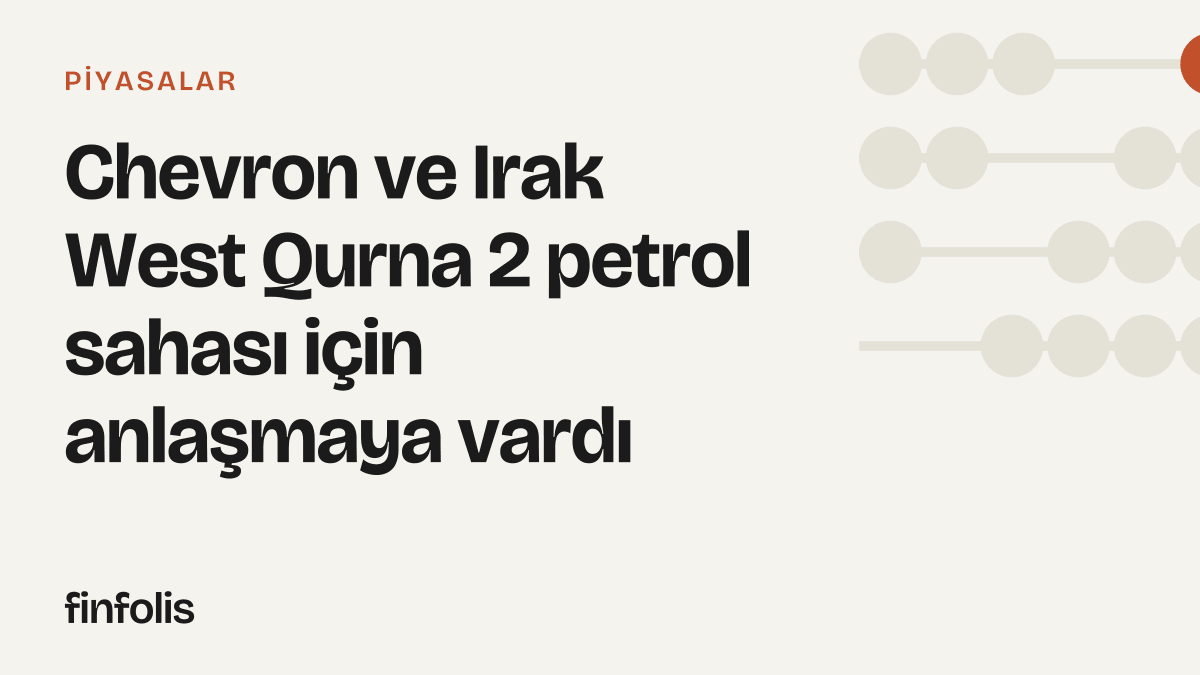 PİYASALAR
Chevron ve Irak
West Qurna 2 petrol
sahası için
anlaşmaya vardı
finfolis